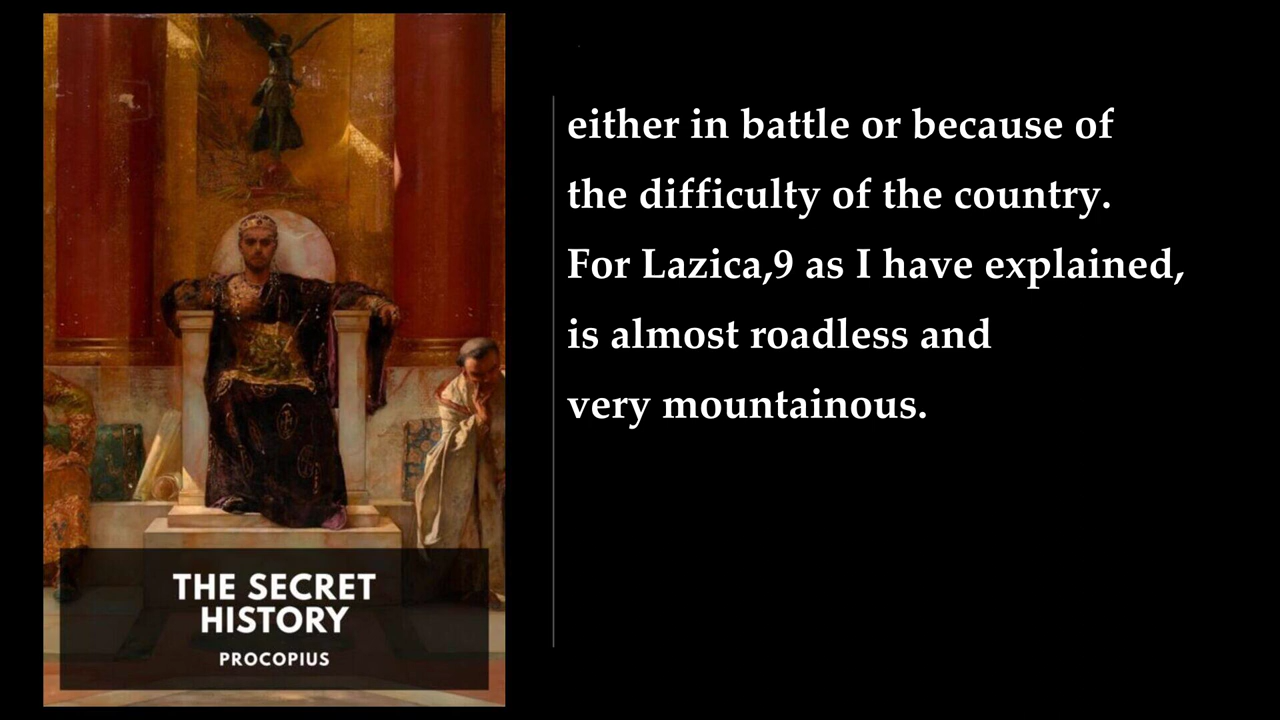 THE SECRET
HISTORY
PROCOPIUS
either in battle or because of
the difficulty of the country.
For Lazica,9 as I have explained,
is almost roadless and
very mountainous.